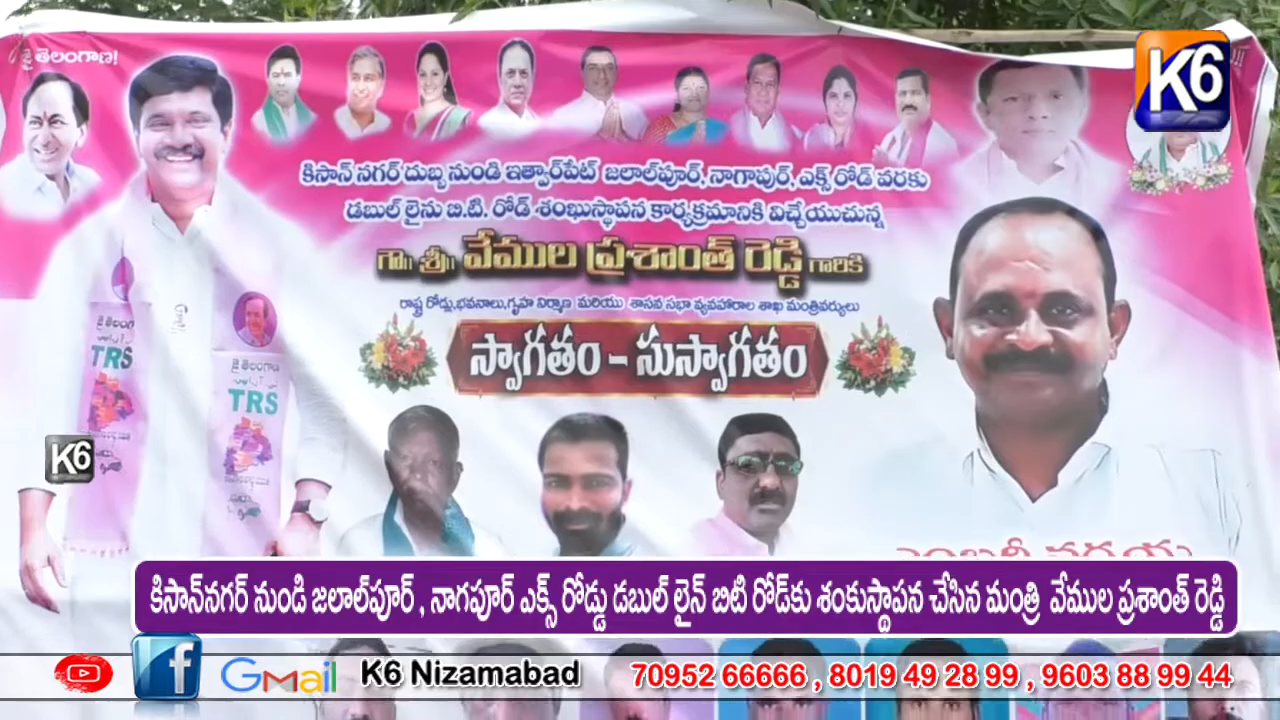 జై తెలంగాణ!
K6
కిసాన్ నగర్ దుబ్బ నుండి ఇత్వార్‌పేట్ జలాల్‌పూర్, నాగాపుర్, ఎక్స్ రోడ్ వరకు
డబుల్ లైను బి.టి. రోడ్ శంఖుస్థాపన కార్యక్రమానికి విచ్చేయుచున్న
గౌ॥ శ్రీ॥ వేముల ప్రశాంత్ రెడ్డి గారికి
రాష్ట్ర రోడ్లు,భవనాలు,గృహ నిర్మాణ మరియు శాసన సభా వ్యవహారాల శాఖ మంత్రివర్యులు
స్వాగతం - సుస్వాగతం
TRS
జై తెలంగాణ
TRS
K6
కిసాన్‌నగర్ నుండి జలాల్‌పూర్ , నాగపూర్ ఎక్స్ రోడ్డు డబుల్ లైన్ బిటి రోడ్‌కు శంకుస్థాపన చేసిన మంత్రి వేముల ప్రశాంత్ రెడ్డి
f Gmail K6 Nizamabad 70952 66666 , 8019 49 28 99 , 9603 88 99 44